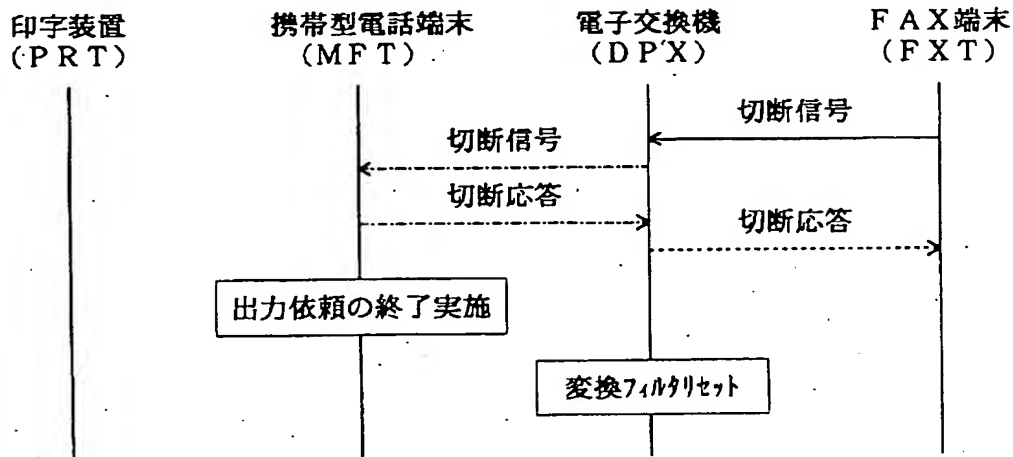 印字装置
(PRT)
携帯型電話端末
(MFT)
電子交換機
(DPX)
FAX端末
(FXT)
切断信号
切断信号
切断応答
切断応答
出力依頼の終了実施
変換フィルタリセット